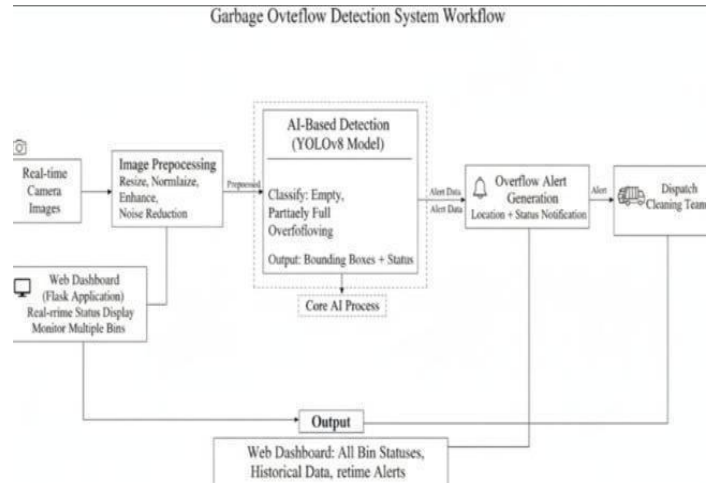 Garbage Ovteflow Detection System Workflow
Real-time
Camera
Images
Image Prepocessing
Resize, Normlaize,
Enhance,
Noise Reduction
Prepoessed
AI-Based Detection
(YOLOv8 Model)
Classify: Empty,
Parttaely Full
Overfofloving
Output: Bounding Boxes + Status
Core AI Process
Alert Data
Alert Data
Overflow Alert
Generation
Location + Status Notification
Alert
Dispatch
Cleaning Team
Web Dashboard
(Flask Application)
Real-rrime Status Display
Monitor Multiple Bins
Output
Web Dashboard: All Bin Statuses,
Historical Data, retime Alerts